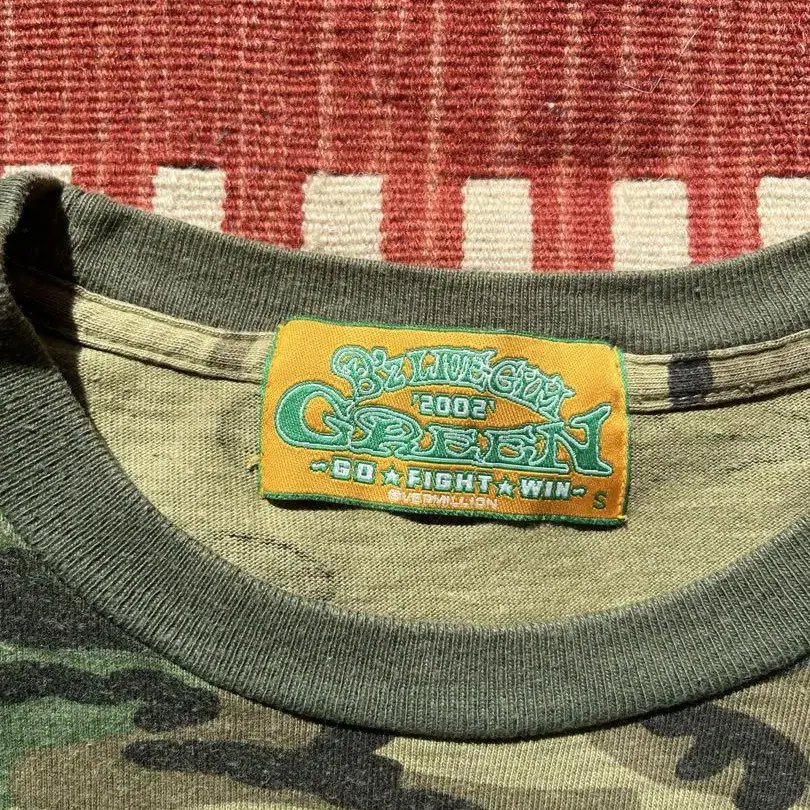 B'z LIVE-GYM
'2002'
GREEN
~GO★FIGHT★WIN~
©VERMILLION
S